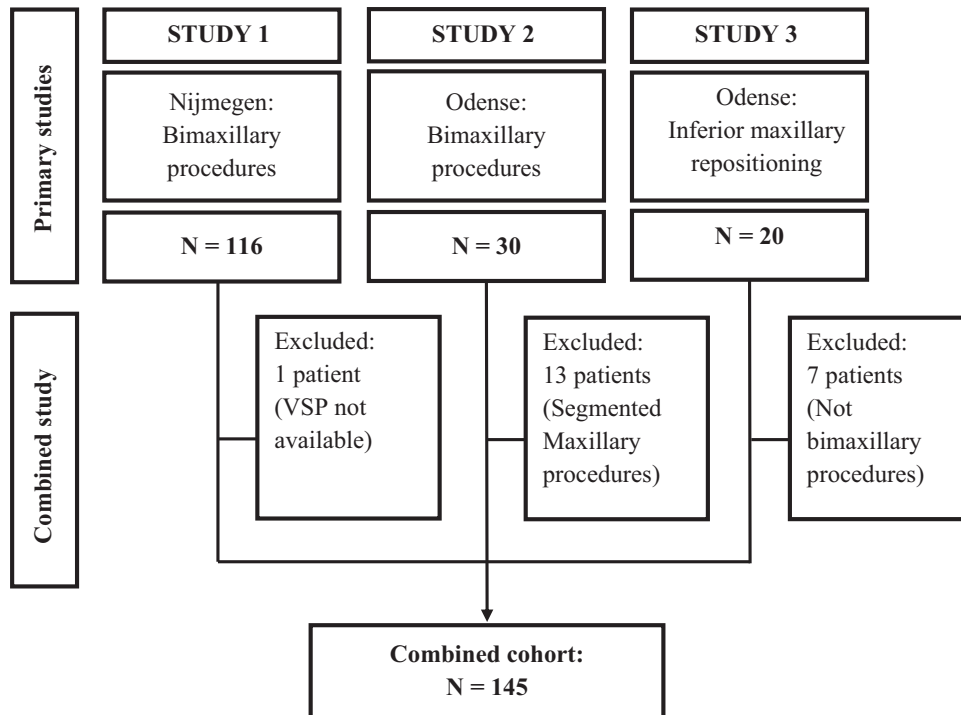 Primary studies
STUDY 1
Nijmegen:
Bimaxillary
procedures
N = 116
STUDY 2
Odense:
Bimaxillary
procedures
N = 30
STUDY 3
Odense:
Inferior maxillary
repositioning
N = 20
Combined study
Excluded:
1 patient
(VSP not
available)
Excluded:
13 patients
(Segmented
Maxillary
procedures)
Excluded:
7 patients
(Not
bimaxillary
procedures)
Combined cohort:
N = 145